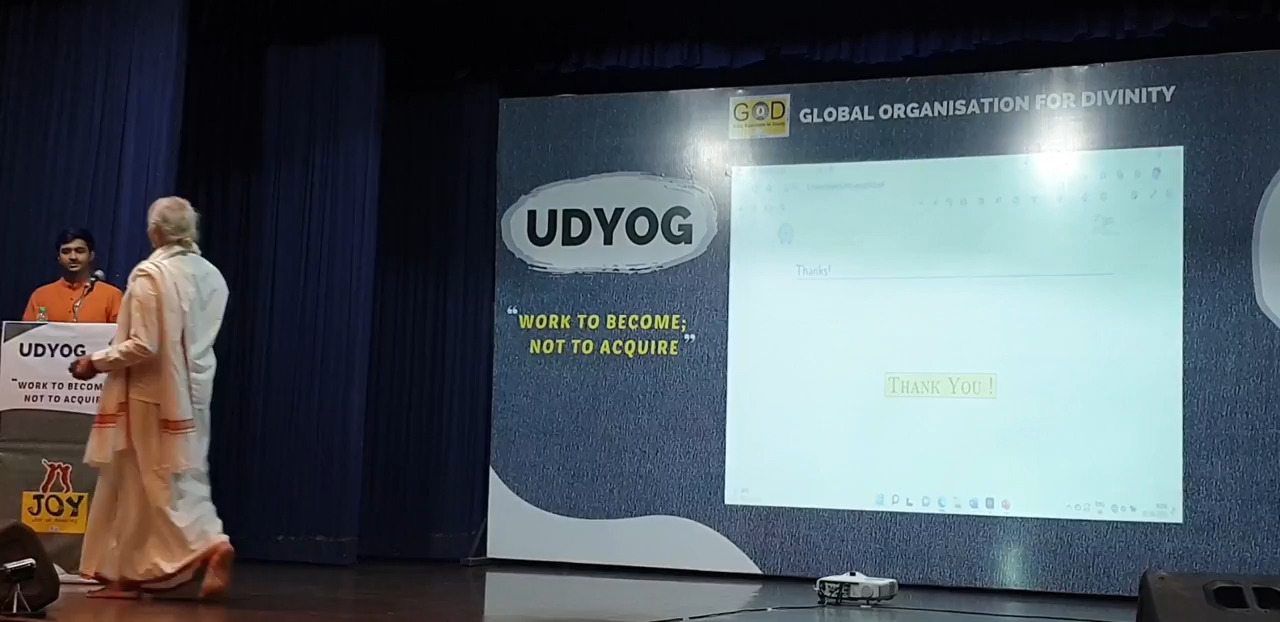 GOD
GLOBAL ORGANISATION FOR DIVINITY
UDYOG
“WORK TO BECOME;
NOT TO ACQUIRE”
Thanks!
THANK YOU !
UDYOG
“WORK TO BECOM
NOT TO ACQUIR
JOY